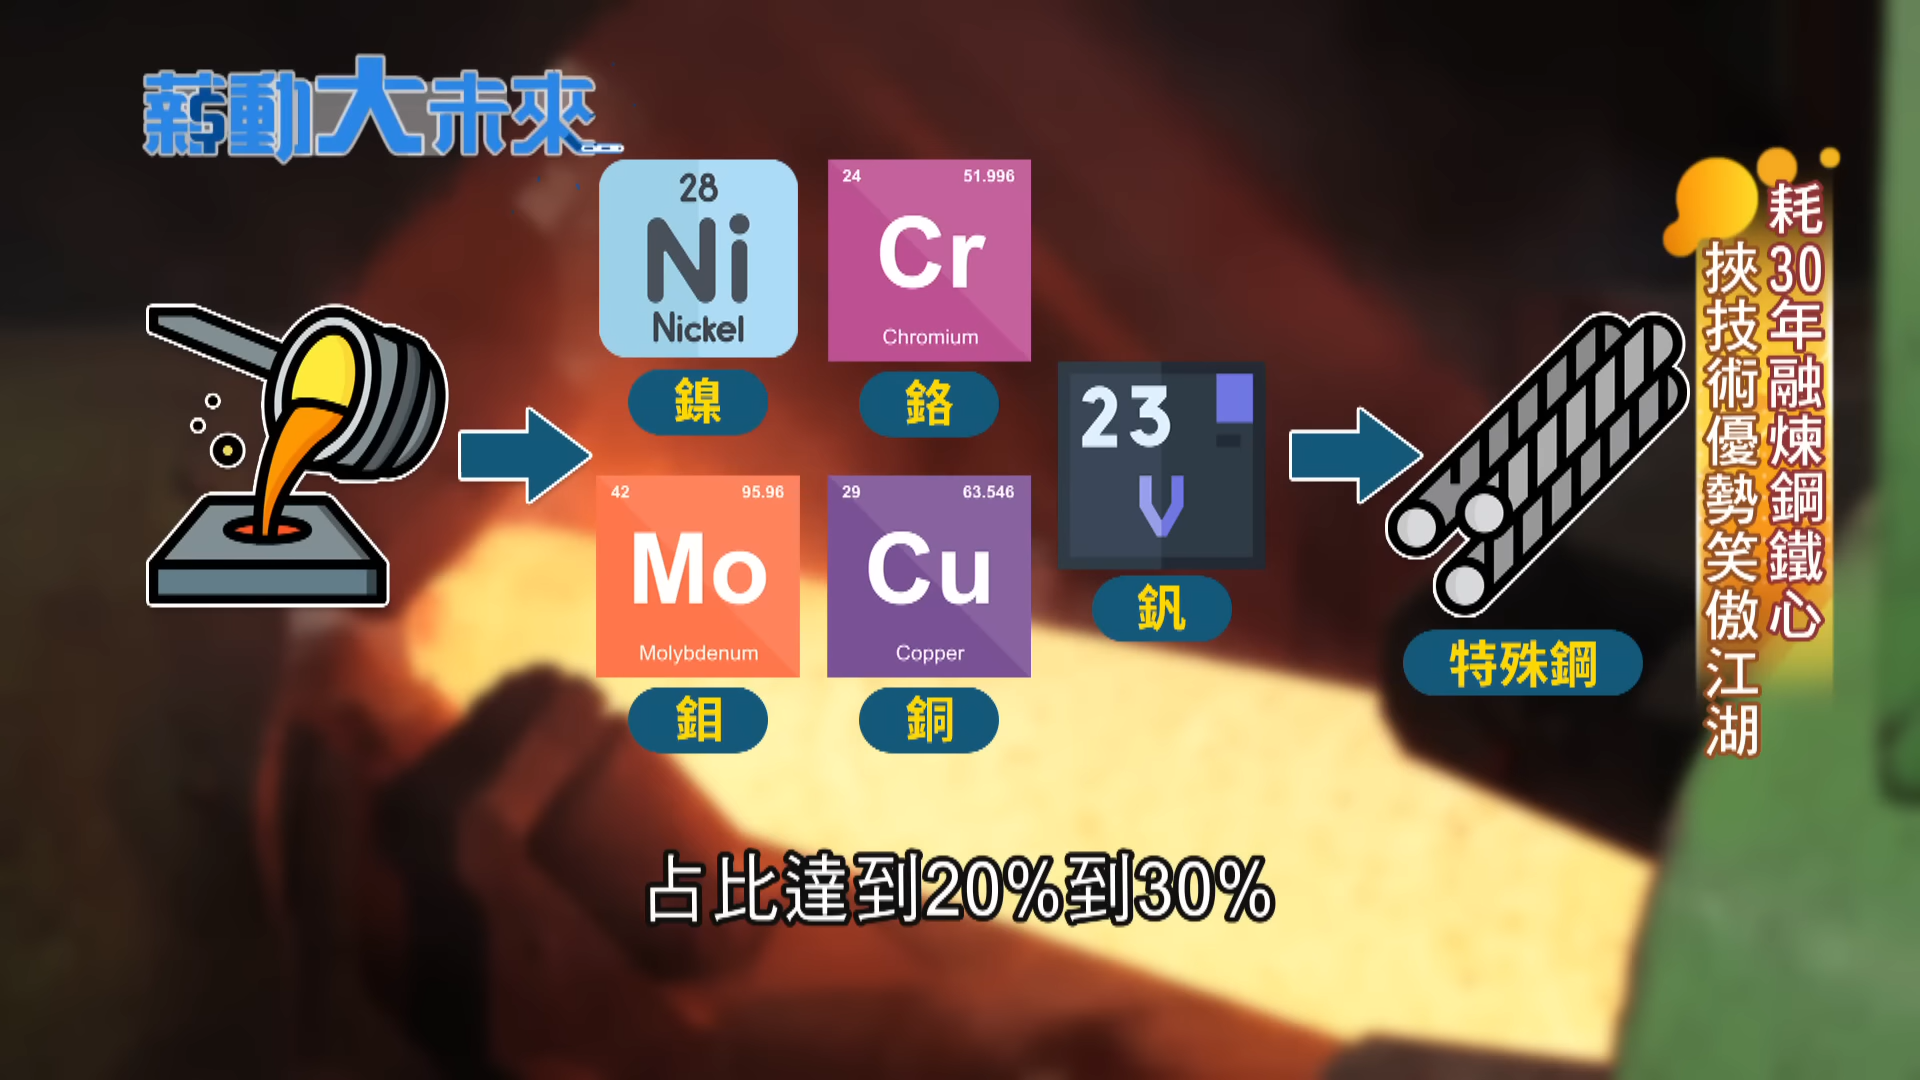 薪動大未來
28
Ni
Nickel
鎳
24 51.996
Cr
Chromium
鉻
42 95.96
Mo
Molybdenum
鉬
29 63.546
Cu
Copper
銅
23
V
釩
特殊鋼
耗30年融煉鋼鐵心
挾技術優勢笑傲江湖
占比達到20%到30%